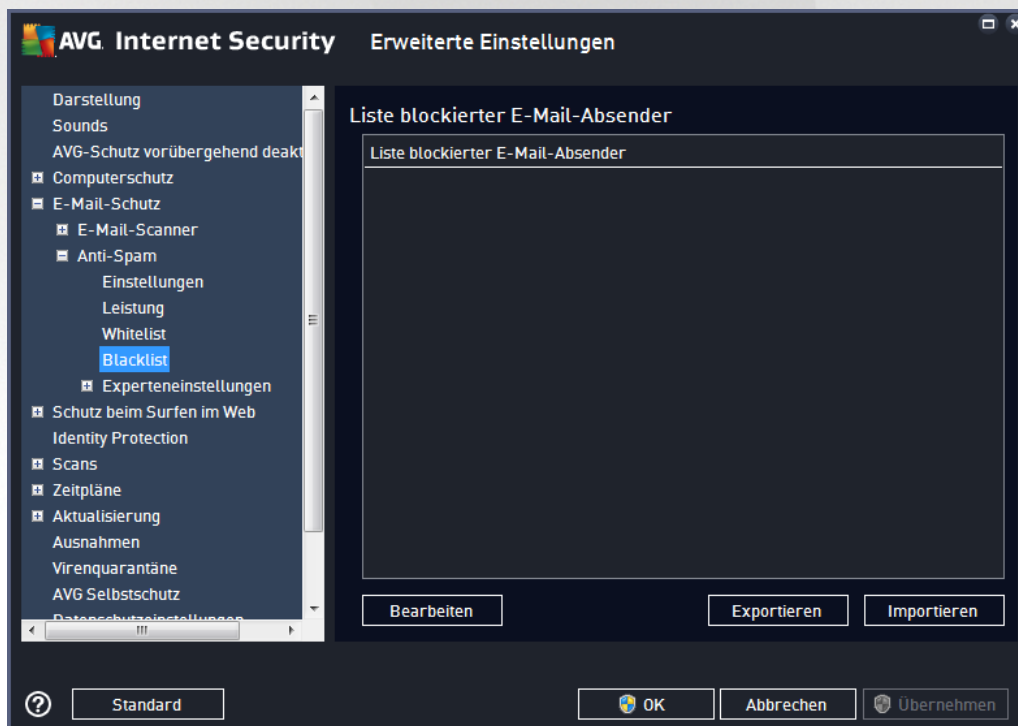 AVG. Internet Security Erweiterte Einstellungen
Darstellung
Sounds
AVG-Schutz vorübergehend deakt
Computerschutz
E-Mail-Schutz
E-Mail-Scanner
Anti-Spam
Einstellungen
Leistung
Whitelist
Blacklist
Experteneinstellungen
Schutz beim Surfen im Web
Identity Protection
Scans
Zeitpläne
Aktualisierung
Ausnahmen
Virenquarantäne
AVG Selbstschutz
Datenschutzeinstellungen
Liste blockierter E-Mail-Absender
Liste blockierter E-Mail-Absender
Bearbeiten Exportieren Importieren
? Standard OK Abbrechen Übernehmen